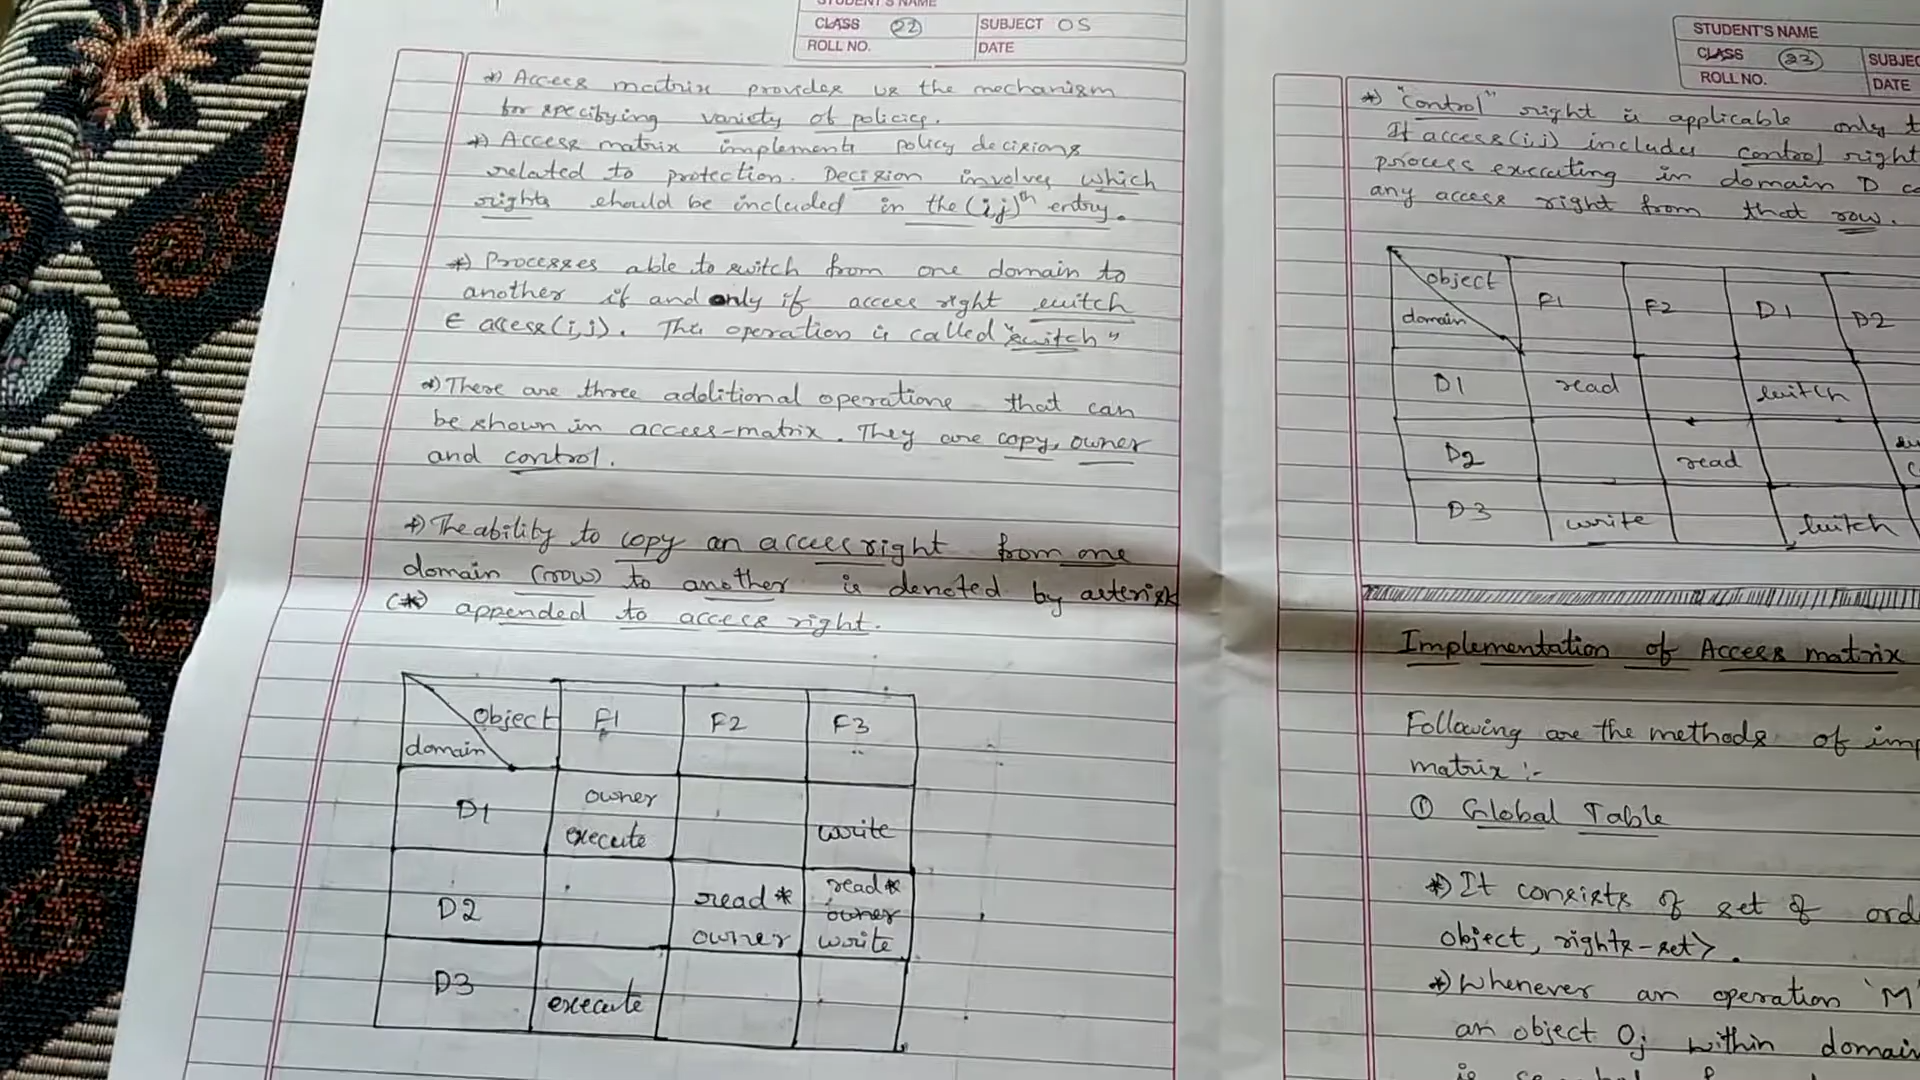 STUDENT'S NAME
CLASS 22 SUBJECT OS
ROLL NO. DATE
*) Access matrix provides us the mechanism
for specifying variety of policies.
*) Access matrix implements policy decisions
related to protection. Decision involves which
rights should be included in the (i,j)th entry.
*) Processes able to switch from one domain to
another if and only if access right switch
∈ access(i,j). This operation is called "switch"
*) There are three additional operations that can
be shown in access-matrix. They are copy, owner
and control.
*) The ability to copy an access right from one
domain (row) to another is denoted by asterisk
(*) appended to access right.
object F1 F2 F3
domain
D1 owner
execute write
D2 read* read*
owner owner
write
D3 execute
STUDENT'S NAME
CLASS 23
ROLL NO. DATE
*) "control" right is applicable only
If access(i,j) includes control right
process executing in domain D
any access right from that row.
object F1 F2 D1 D2
domain
D1 read switch
D2 read
D3 write switch
Implementation of Access matrix
Following are the methods of
matrix :-
① Global Table
*) It consists of set of
object, rights-set>.
*) Whenever an operation 'M'
an object Oj within domain
is